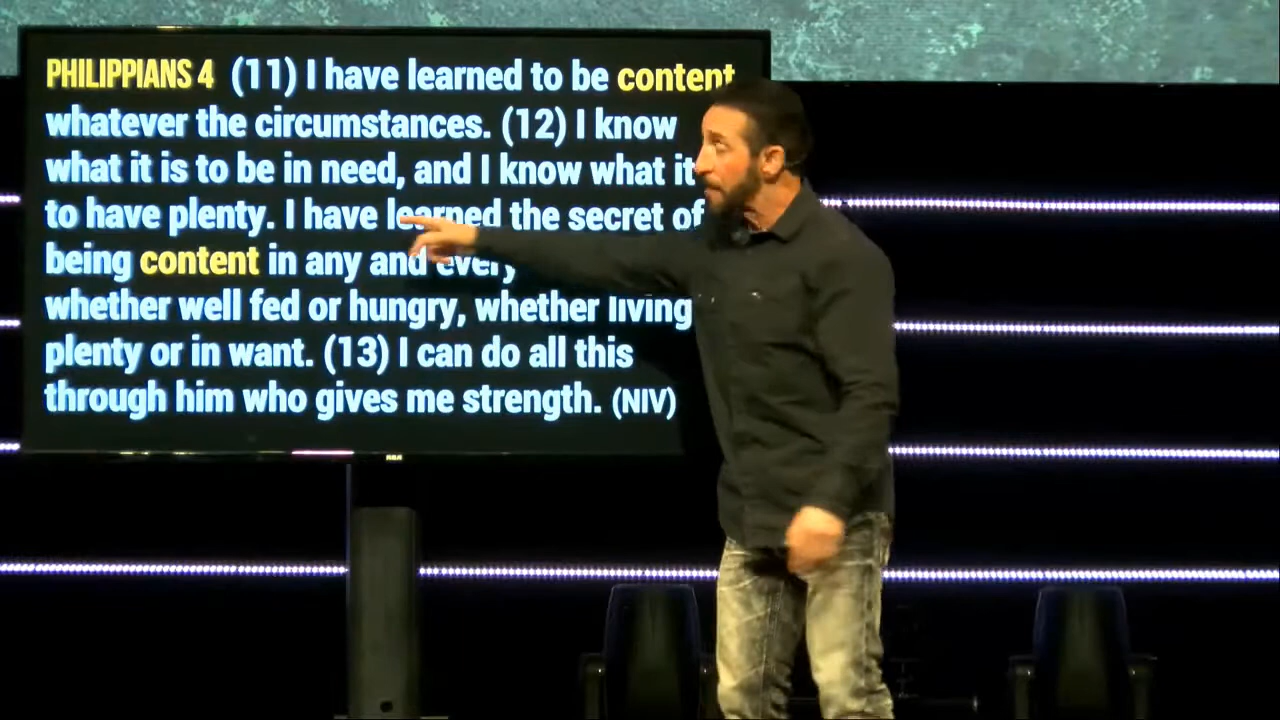 PHILIPPIANS 4 (11) I have learned to be content
whatever the circumstances. (12) I know
what it is to be in need, and I know what it
to have plenty. I have learned the secret of
being content in any and every
whether well fed or hungry, whether living
plenty or in want. (13) I can do all this
through him who gives me strength. (NIV)
RCA